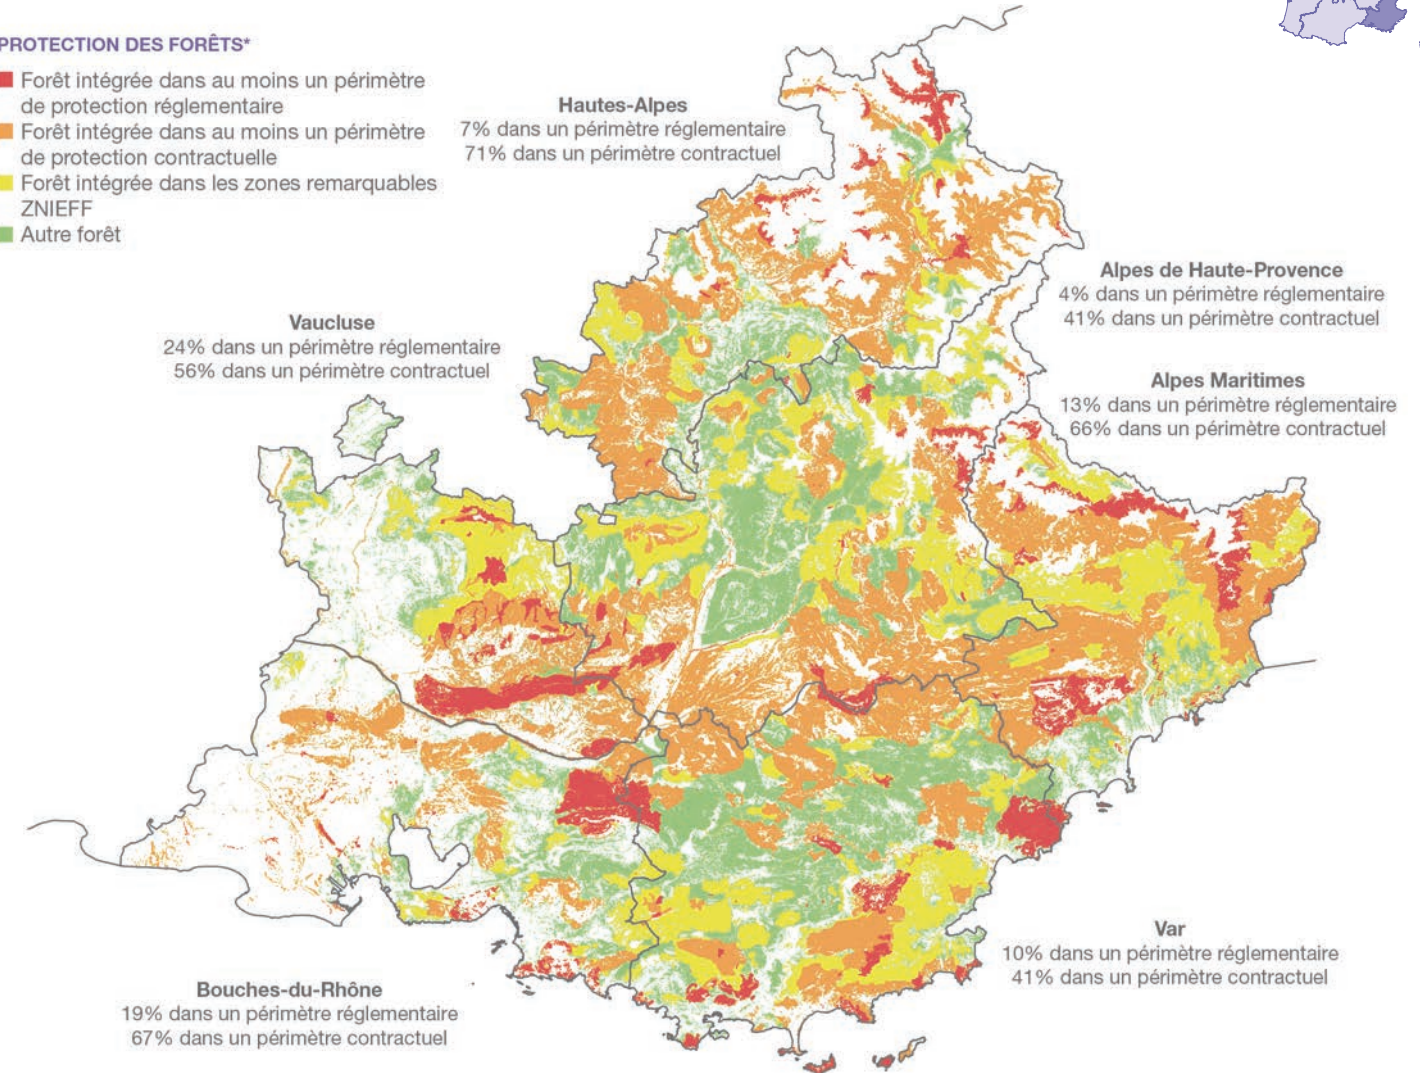 PROTECTION DES FORÊTS*
Forêt intégrée dans au moins un périmètre
de protection réglementaire
Forêt intégrée dans au moins un périmètre
de protection contractuelle
Forêt intégrée dans les zones remarquables
ZNIEFF
Autre forêt
Hautes-Alpes
7% dans un périmètre réglementaire
71% dans un périmètre contractuel
Alpes de Haute-Provence
4% dans un périmètre réglementaire
41% dans un périmètre contractuel
Vaucluse
24% dans un périmètre réglementaire
56% dans un périmètre contractuel
Alpes Maritimes
13% dans un périmètre réglementaire
66% dans un périmètre contractuel
Var
10% dans un périmètre réglementaire
41% dans un périmètre contractuel
Bouches-du-Rhône
19% dans un périmètre réglementaire
67% dans un périmètre contractuel